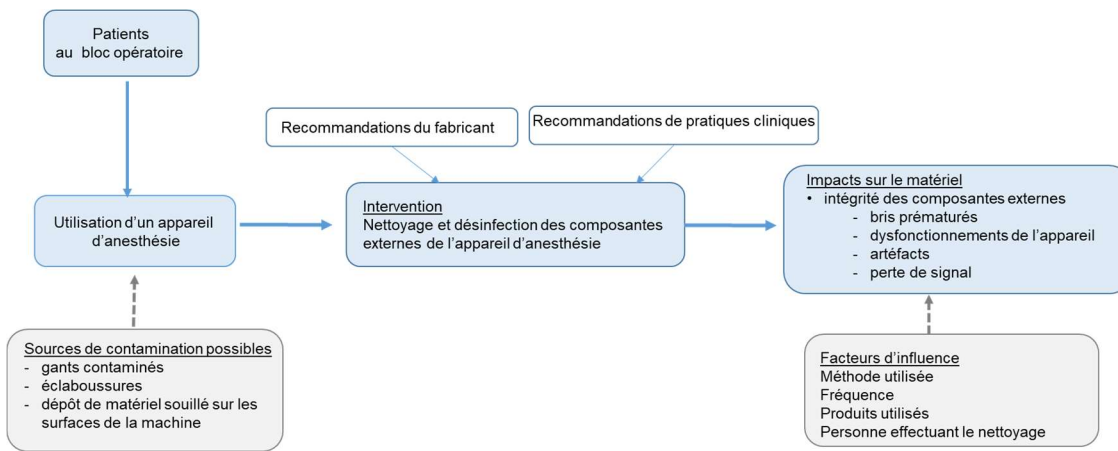 Patients
au bloc opératoire
Recommandations du fabricant
Recommandations de pratiques cliniques
Utilisation d'un appareil
d'anesthésie
Intervention
Nettoyage et désinfection des composantes
externes de l'appareil d'anesthésie
Impacts sur le matériel
• intégrité des composantes externes
- bris prématurés
- dysfonctionnements de l'appareil
- artéfacts
- perte de signal
Sources de contamination possibles
- gants contaminés
- éclaboussures
- dépôt de matériel souillé sur les
surfaces de la machine
Facteurs d'influence
Méthode utilisée
Fréquence
Produits utilisés
Personne effectuant le nettoyage